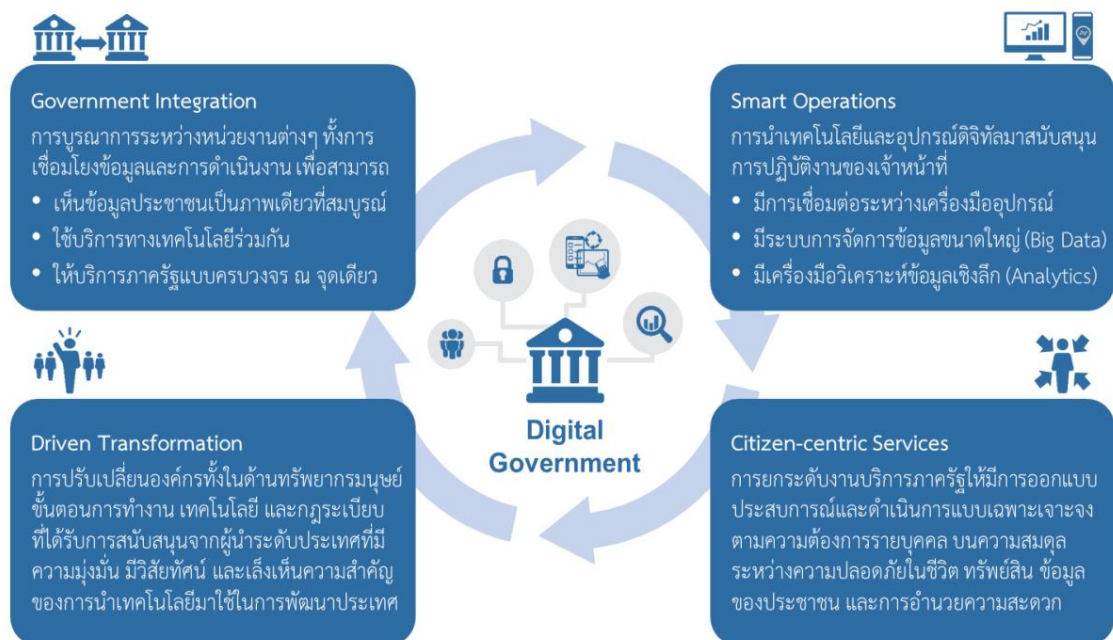 Government Integration
การบูรณาการระหว่างหน่วยงานต่างๆ ทั้งการ
เชื่อมโยงข้อมูลและการดำเนินงาน เพื่อสามารถ
• เห็นข้อมูลประชาชนเป็นภาพเดียวที่สมบูรณ์
• ใช้บริการทางเทคโนโลยีร่วมกัน
• ให้บริการภาครัฐแบบครบวงจร ณ จุดเดียว
Smart Operations
การนำเทคโนโลยีและอุปกรณ์ดิจิทัลมาสนับสนุน
การปฏิบัติงานของเจ้าหน้าที่
• มีการเชื่อมต่อระหว่างเครื่องมืออุปกรณ์
• มีระบบการจัดการข้อมูลขนาดใหญ่ (Big Data)
• มีเครื่องมือวิเคราะห์ข้อมูลเชิงลึก (Analytics)
Digital
Government
Driven Transformation
การปรับเปลี่ยนองค์กรทั้งในด้านทรัพยากรมนุษย์
ขั้นตอนการทำงาน เทคโนโลยี และกฎระเบียบ
ที่ได้รับการสนับสนุนจากผู้นำระดับประเทศที่มี
ความมุ่งมั่น มีวิสัยทัศน์ และเล็งเห็นความสำคัญ
ของการนำเทคโนโลยีมาใช้ในการพัฒนาประเทศ
Citizen-centric Services
การยกระดับงานบริการภาครัฐให้มีการออกแบบ
ประสบการณ์และดำเนินการแบบเฉพาะเจาะจง
ตามความต้องการรายบุคคล บนความสมดุล
ระหว่างความปลอดภัยในชีวิต ทรัพย์สิน ข้อมูล
ของประชาชน และการอำนวยความสะดวก